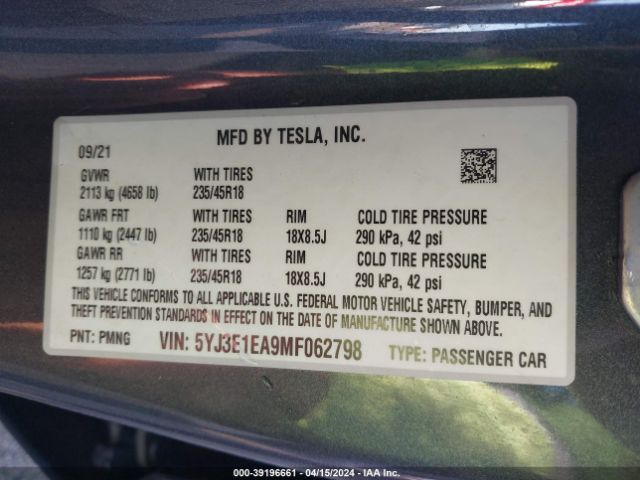 MFD BY TESLA, INC.
09/21
GVWR WITH TIRES
2113 kg (4658 lb) 235/45R18
GAWR FRT WITH TIRES RIM COLD TIRE PRESSURE
1110 kg (2447 lb) 235/45R18 18X8.5J 290 kPa, 42 psi
GAWR RR WITH TIRES RIM COLD TIRE PRESSURE
1257 kg (2771 lb) 235/45R18 18X8.5J 290 kPa, 42 psi
THIS VEHICLE CONFORMS TO ALL APPLICABLE U.S. FEDERAL MOTOR VEHICLE SAFETY, BUMPER, AND
THEFT PREVENTION STANDARDS IN EFFECT ON THE DATE OF MANUFACTURE SHOWN ABOVE.
PNT: PMNG VIN: 5YJ3E1EA9MF062798 TYPE: PASSENGER CAR
000-39196661 - 04/15/2024 - IAA Inc.